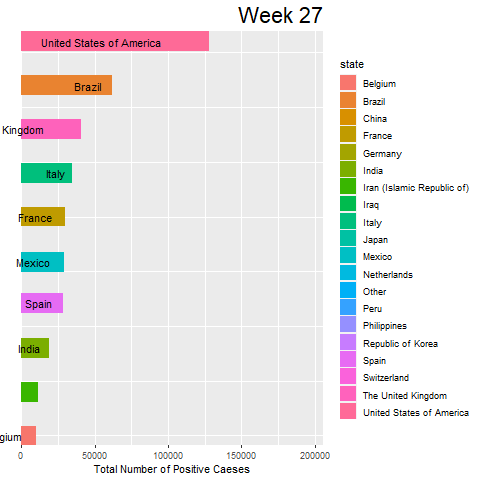 Week 27
United States of America
Brazil
Kingdom
Italy
France
Mexico
Spain
India
gium
0 50000 100000 150000 200000
Total Number of Positive Caeses
state
Belgium
Brazil
China
France
Germany
India
Iran (Islamic Republic of)
Iraq
Italy
Japan
Mexico
Netherlands
Other
Peru
Philippines
Republic of Korea
Spain
Switzerland
The United Kingdom
United States of America